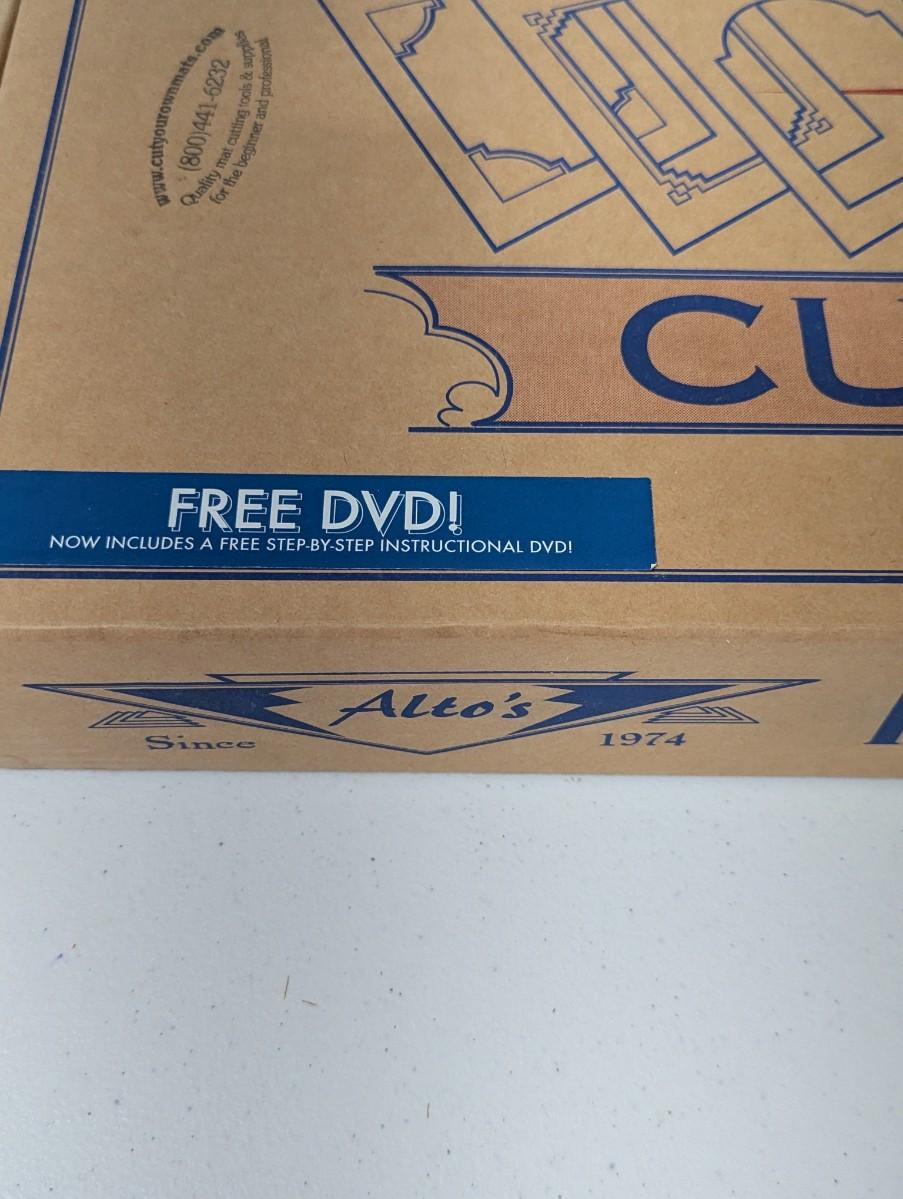 www.cutyourownmats.com
(800)441-6232
Quality mat cutting tools & supplies
for the beginner and professional
CU
FREE DVD!
NOW INCLUDES A FREE STEP-BY-STEP INSTRUCTIONAL DVD!
Alto's
Since 1974